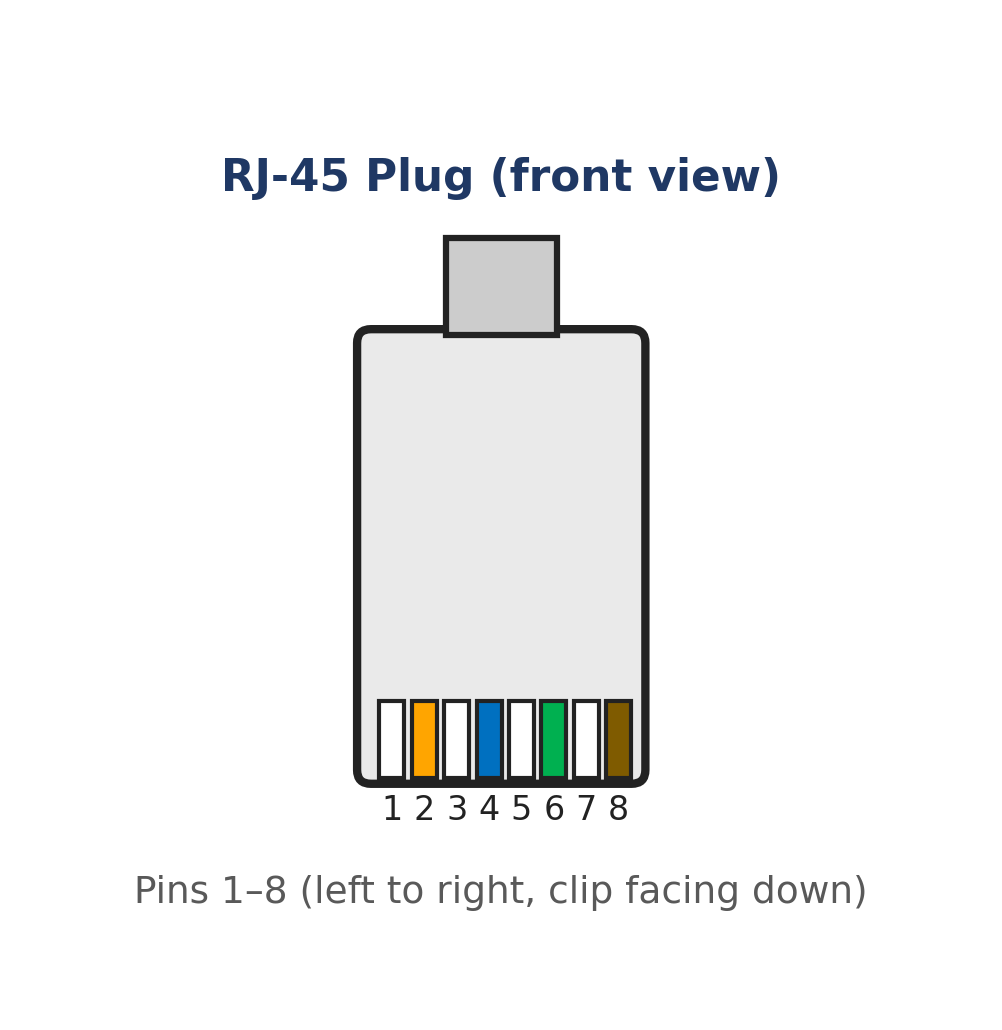 RJ-45 Plug (front view)
1 2 3 4 5 6 7 8
Pins 1–8 (left to right, clip facing down)